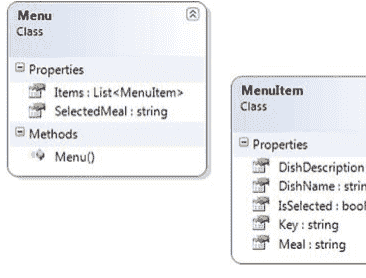 Menu
Class
Properties
Items : List<MenuItem>
SelectedMeal : string
Methods
Menu()
MenuItem
Class
Properties
DishDescription
DishName : strin
IsSelected : bool
Key : string
Meal : string